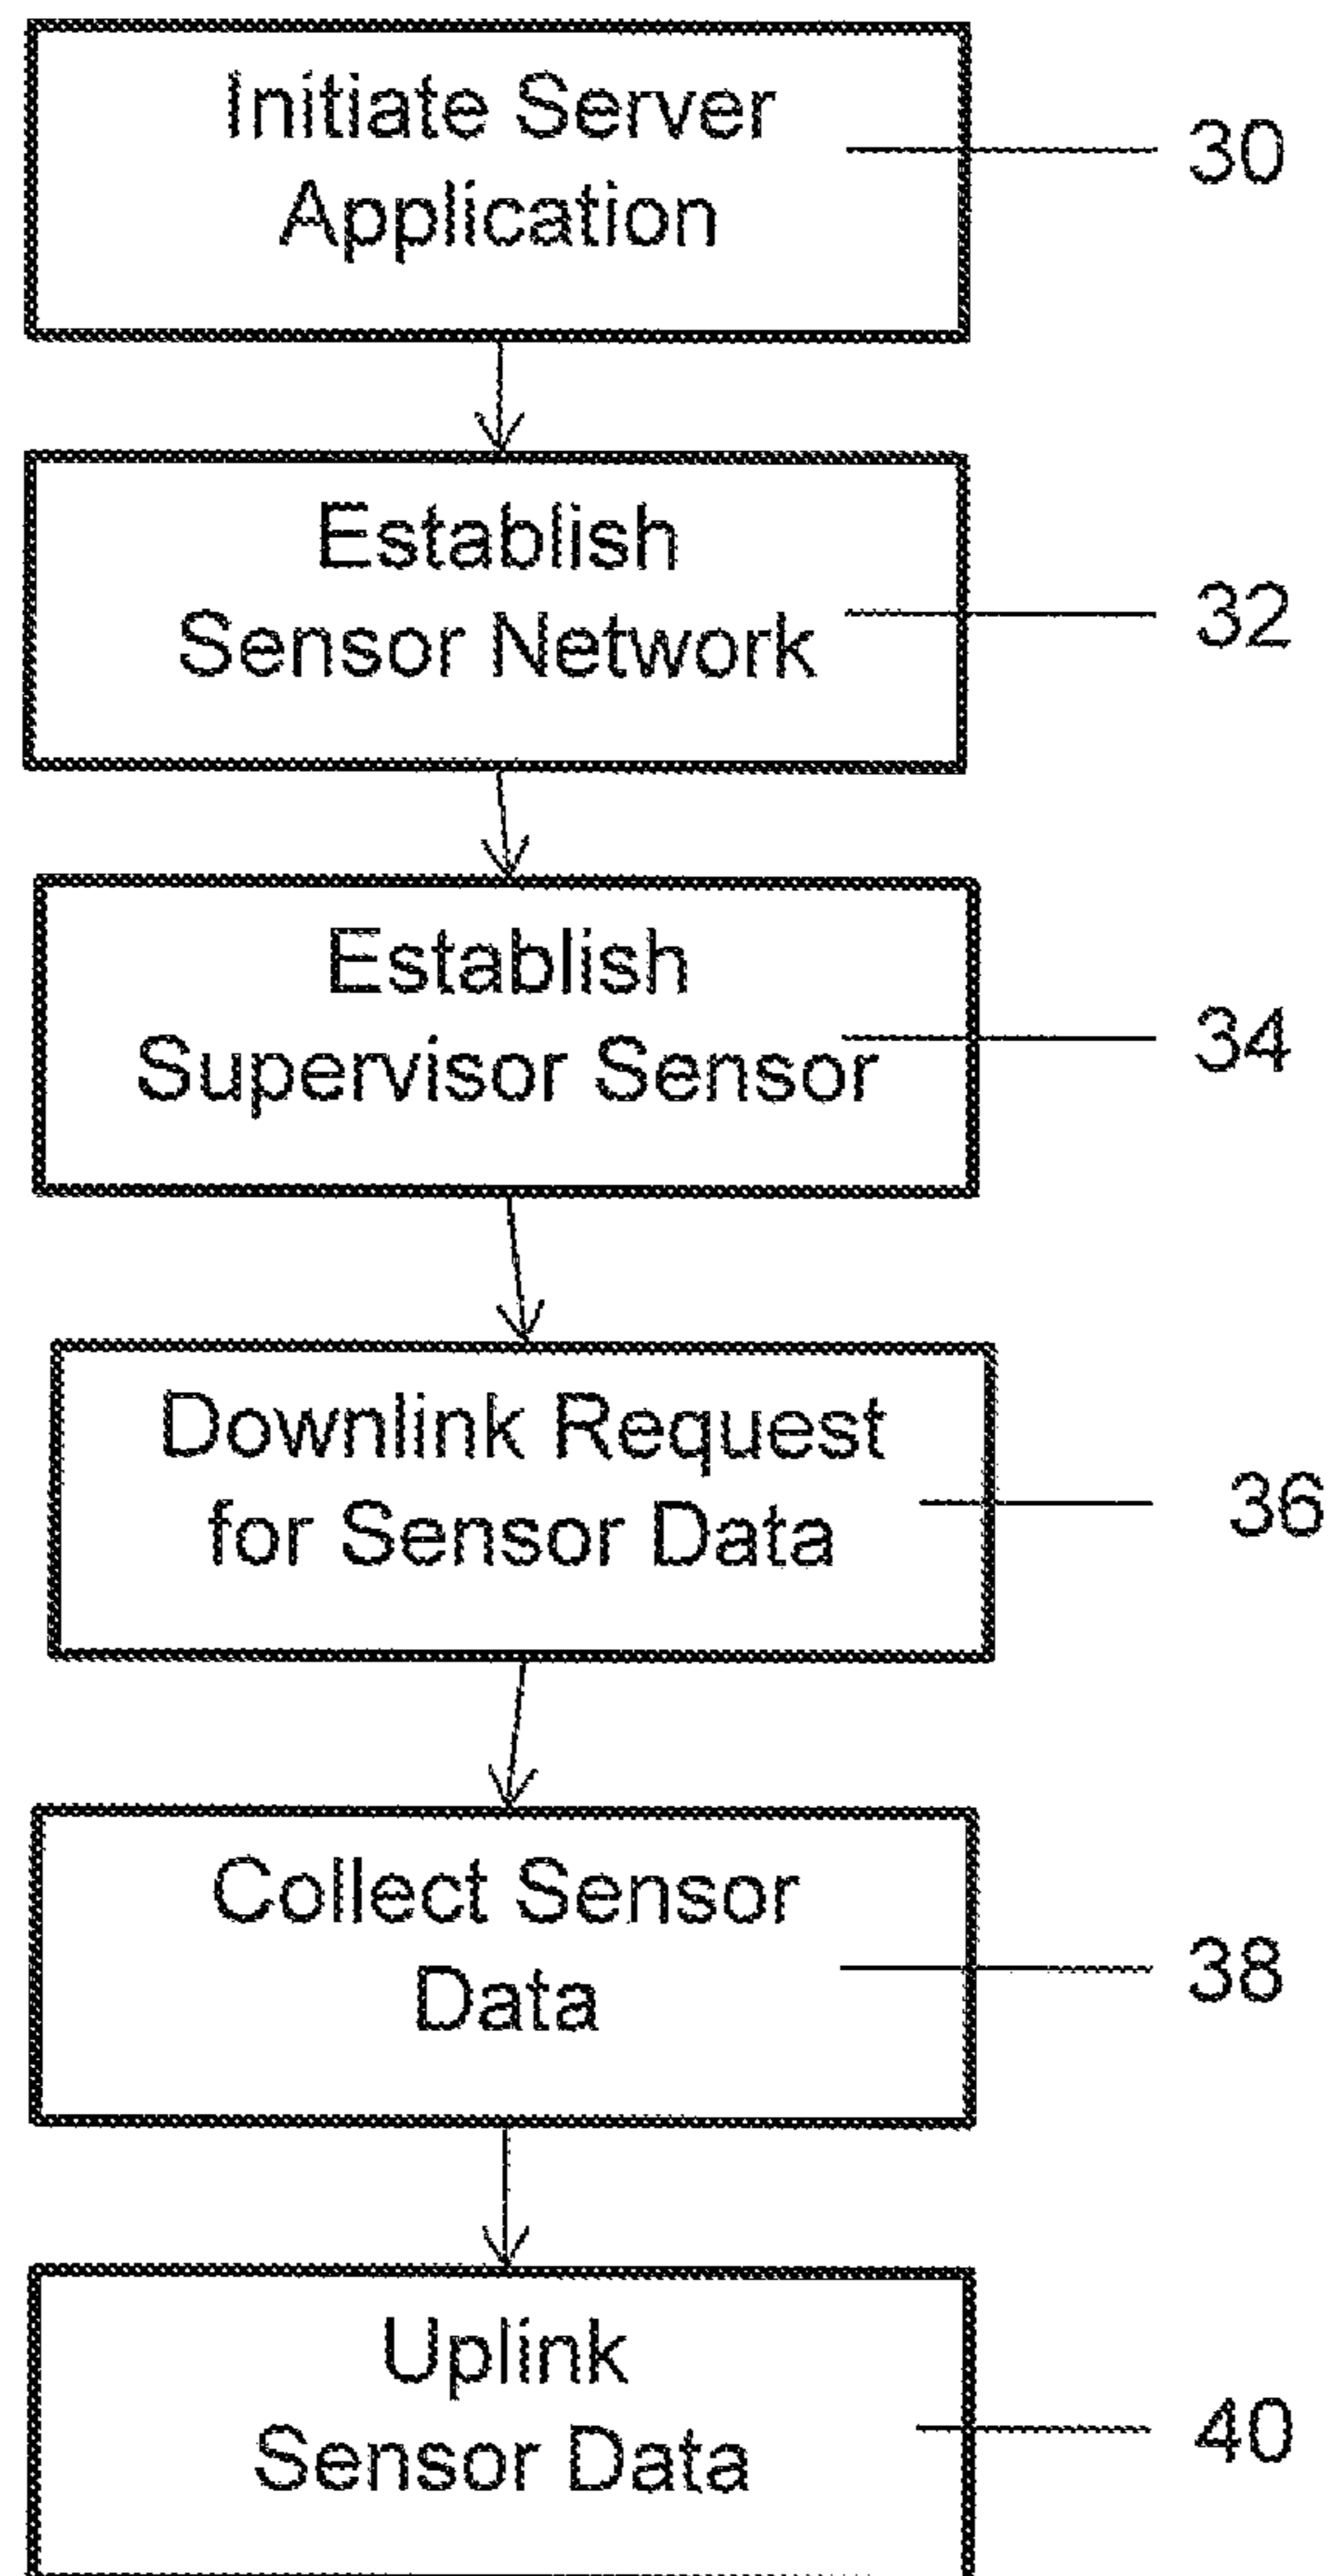 Initiate Server
Application
30
Establish
Sensor Network
32
Establish
Supervisor Sensor
34
Downlink Request
for Sensor Data
36
Collect Sensor
Data
38
Uplink
Sensor Data
40